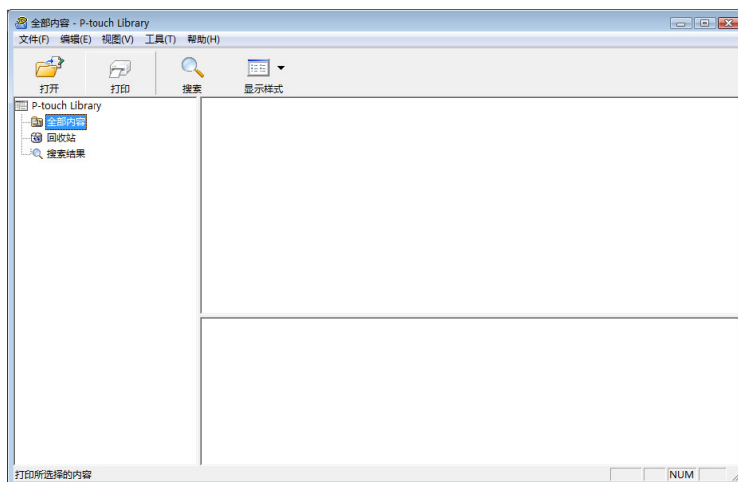 全部内容 - P-touch Library
文件(F) 编辑(E) 视图(V) 工具(T) 帮助(H)
打开 打印 搜索 显示样式
P-touch Library
全部内容
回收站
搜索结果
打印所选择的内容 NUM